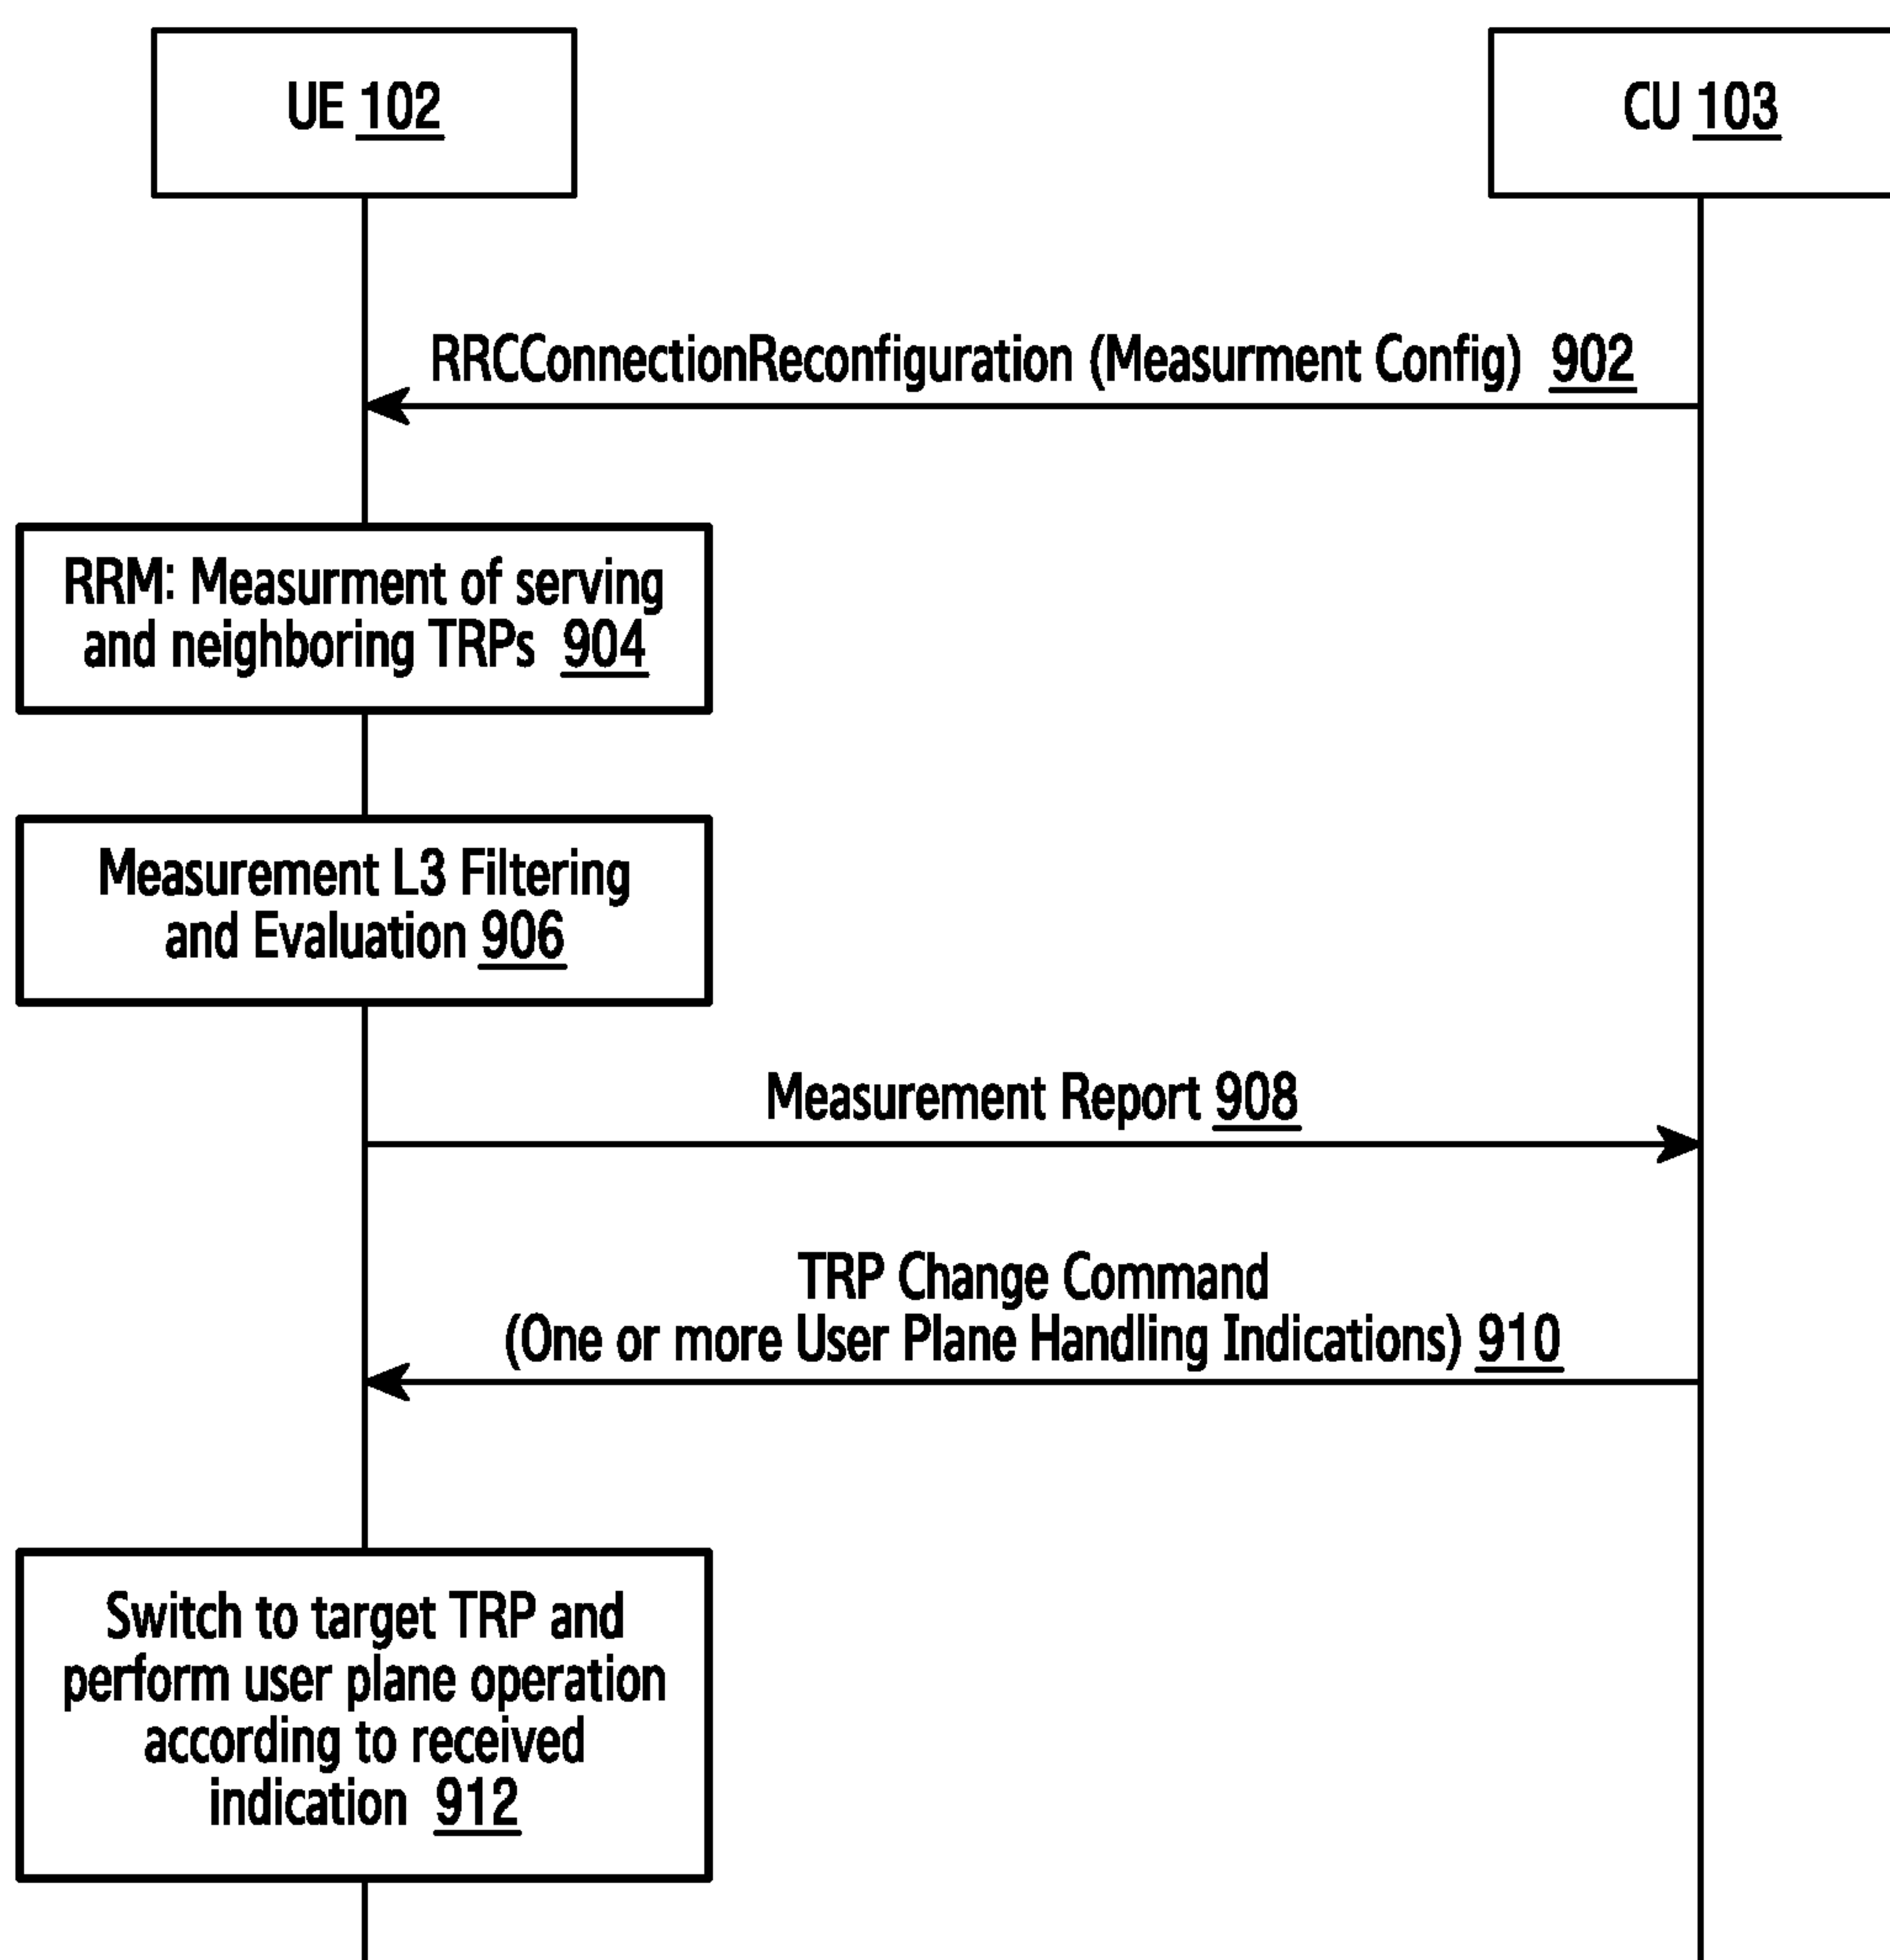 UE 102
CU 103
RRCConnectionReconfiguration (Measurment Config) 902
RRM: Measurment of serving
and neighboring TRPs 904
Measurement L3 Filtering
and Evaluation 906
Measurement Report 908
TRP Change Command
(One or more User Plane Handling Indications) 910
Switch to target TRP and
perform user plane operation
according to received
indication 912